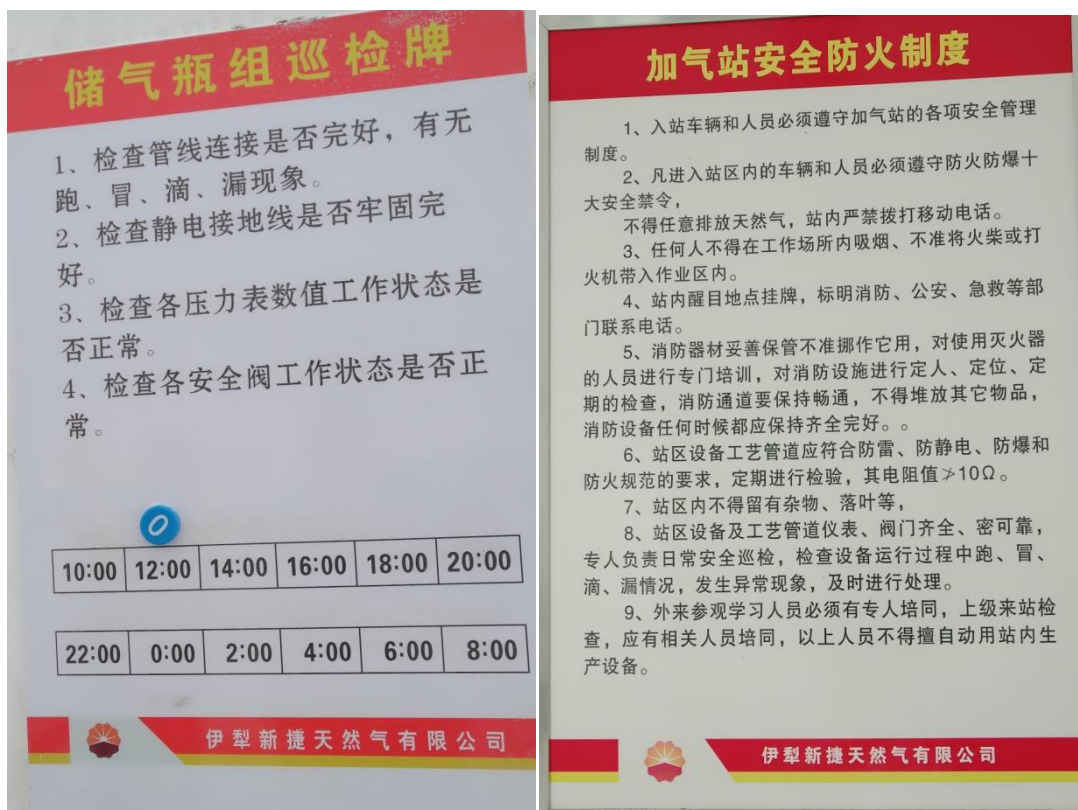 储气瓶组巡检牌
1、检查管线连接是否完好，有无
跑、冒、滴、漏现象。
2、检查静电接地线是否牢固完
好。
3、检查各压力表数值工作状态是
否正常。
4、检查各安全阀工作状态是否正
常。
0
10:00 12:00 14:00 16:00 18:00 20:00
22:00 0:00 2:00 4:00 6:00 8:00
伊犁新捷天然气有限公司
加气站安全防火制度
1、入站车辆和人员必须遵守加气站的各项安全管理
制度。
2、凡进入站区内的车辆和人员必须遵守防火防爆十
大安全禁令，
不得任意排放天然气，站内严禁拨打移动电话。
3、任何人不得在工作场所内吸烟、不准将火柴或打
火机带入作业区内。
4、站内醒目地点挂牌，标明消防、公安、急救等部
门联系电话。
5、消防器材妥善保管不准挪作它用，对使用灭火器
的人员进行专门培训，对消防设施进行定人、定位、定
期的检查，消防通道要保持畅通，不得堆放其它物品，
消防设备任何时候都应保持齐全完好。。
6、站区设备工艺管道应符合防雷、防静电、防爆和
防火规范的要求，定期进行检验，其电阻值≯10Ω。
7、站区内不得留有杂物、落叶等，
8、站区设备及工艺管道仪表、阀门齐全、密可靠，
专人负责日常安全巡检，检查设备运行过程中跑、冒、
滴、漏情况，发生异常现象，及时进行处理。
9、外来参观学习人员必须有专人培同，上级来站检
查，应有相关人员培同，以上人员不得擅自动用站内生
产设备。
伊犁新捷天然气有限公司